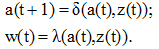 a(t+1) = δ(a(t),z(t));
w(t) = λ(a(t),z(t)).